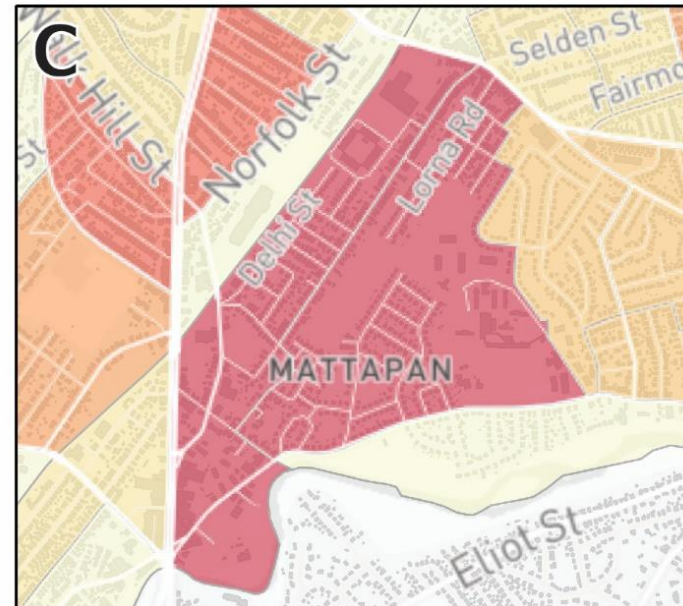 C
Selden St
Fairmo
Hill St
Norfolk St
St
Lorna Rd
Delhi St
MATTAPAN
Eliot St